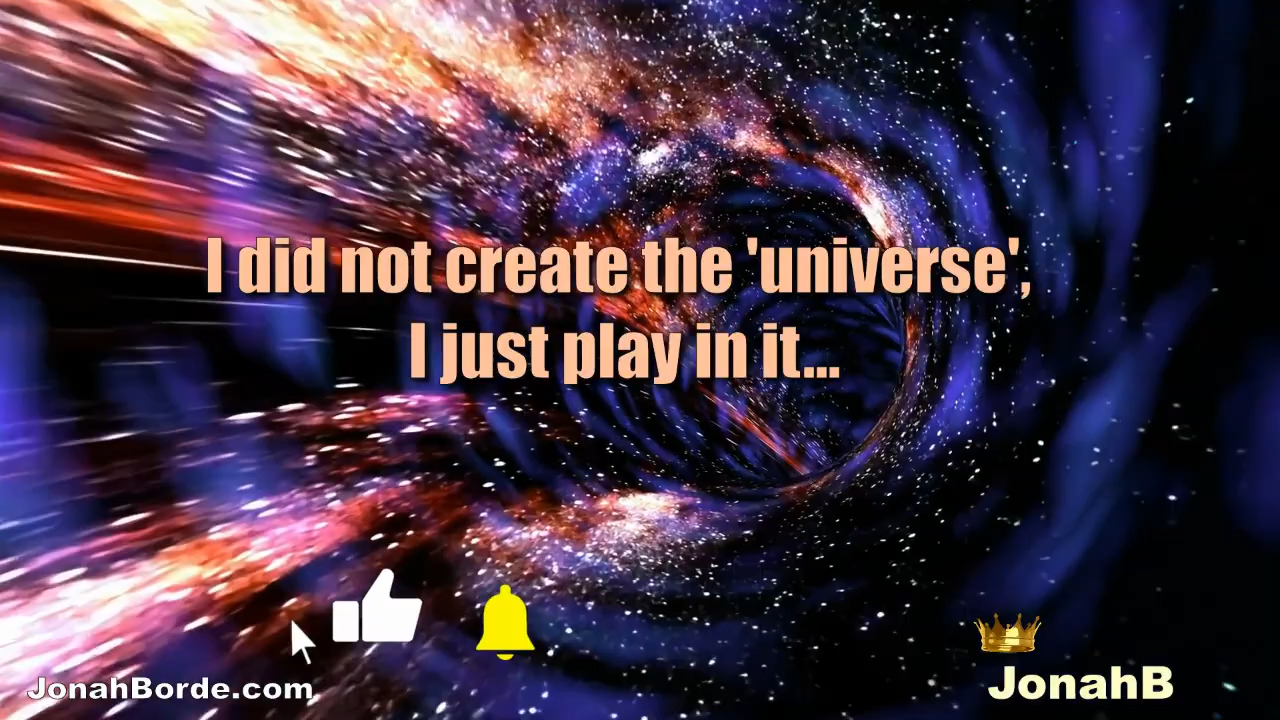 I did not create the 'universe',
I just play in it...
JonahBorde.com
JonahB